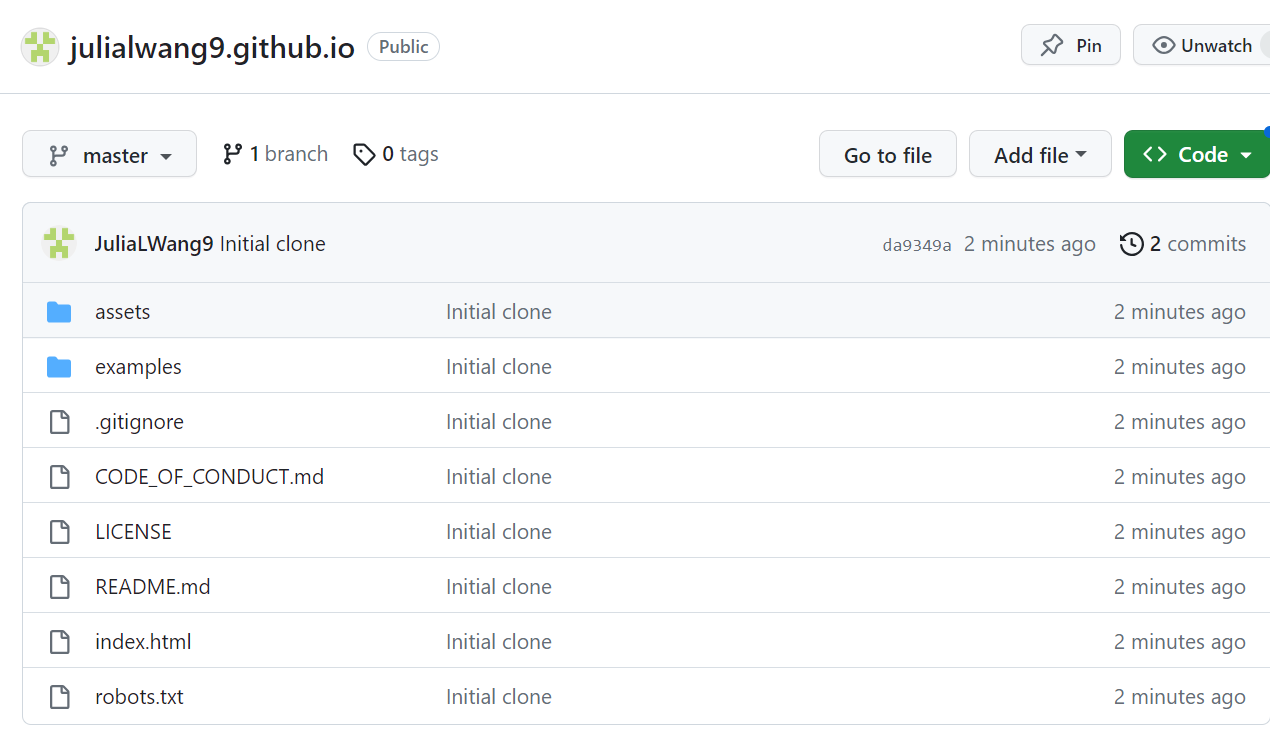 julialwang9.github.io Public Pin Unwatch
master 1 branch 0 tags Go to file Add file Code
JuliaLWang9 Initial clone da9349a 2 minutes ago 2 commits
assets Initial clone 2 minutes ago
examples Initial clone 2 minutes ago
.gitignore Initial clone 2 minutes ago
CODE_OF_CONDUCT.md Initial clone 2 minutes ago
LICENSE Initial clone 2 minutes ago
README.md Initial clone 2 minutes ago
index.html Initial clone 2 minutes ago
robots.txt Initial clone 2 minutes ago